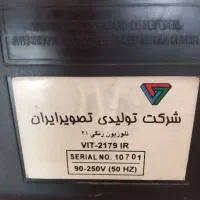 شرکت تولیدی تصویرایران
تلویزیون رنگی ۲۱
VIT-2179 IR
SERIAL NO. 10701
90-250V (50 HZ)